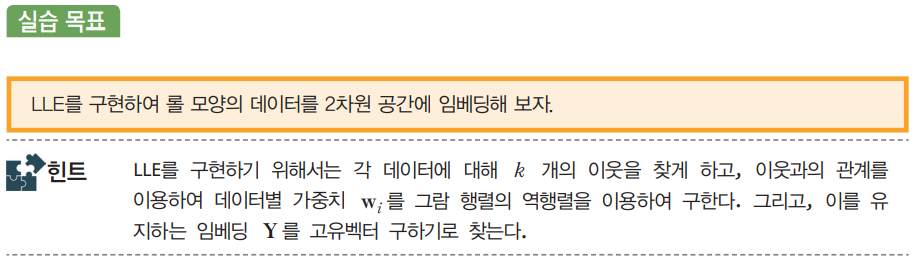 실습 목표
LLE를 구현하여 롤 모양의 데이터를 2차원 공간에 임베딩해 보자.
힌트
LLE를 구현하기 위해서는 각 데이터에 대해 k 개의 이웃을 찾게 하고, 이웃과의 관계를
이용하여 데이터별 가중치 wᵢ를 그람 행렬의 역행렬을 이용하여 구한다. 그리고, 이를 유
지하는 임베딩 Y를 고유벡터 구하기로 찾는다.